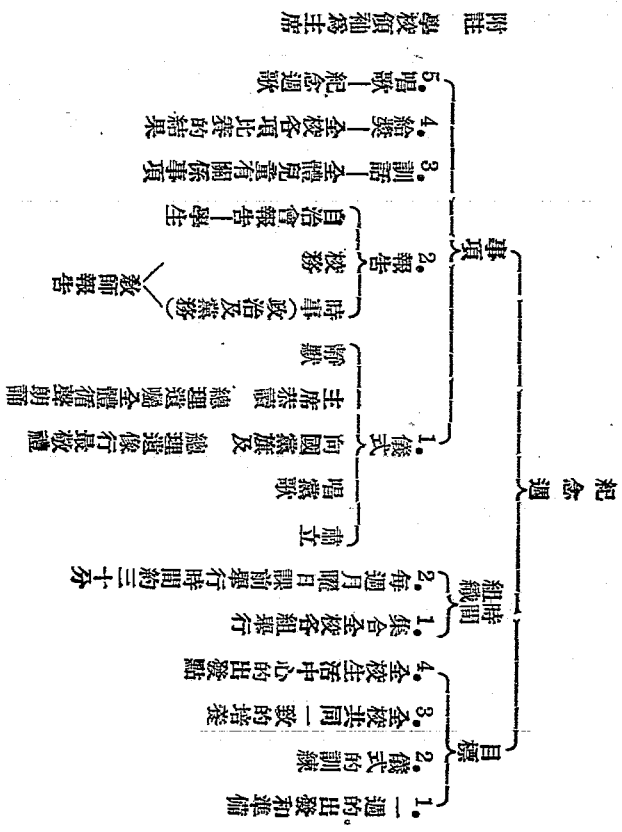 紀念週
目標
1. 一週的出發和準備。
2. 儀式的訓練
3. 全校共同一致的培養
4. 全校生活中心的出發點
時間
組織
1. 集合全校各組舉行
2. 每週月曜日課前舉行時間約三十分
事項
1. 儀式
肅立
唱黨歌
向國黨旗及　總理遺像行最敬禮
主席恭讀　總理遺囑全體循聲朗誦
靜默
2. 報告
時事（政治及黨務）
校務
教師報告
自治會報告—學生
3. 訓話—全體兒童有關係事項
4. 給獎—全校各項比賽的結果
5. 唱歌—紀念週歌
附註　學校領袖為主席